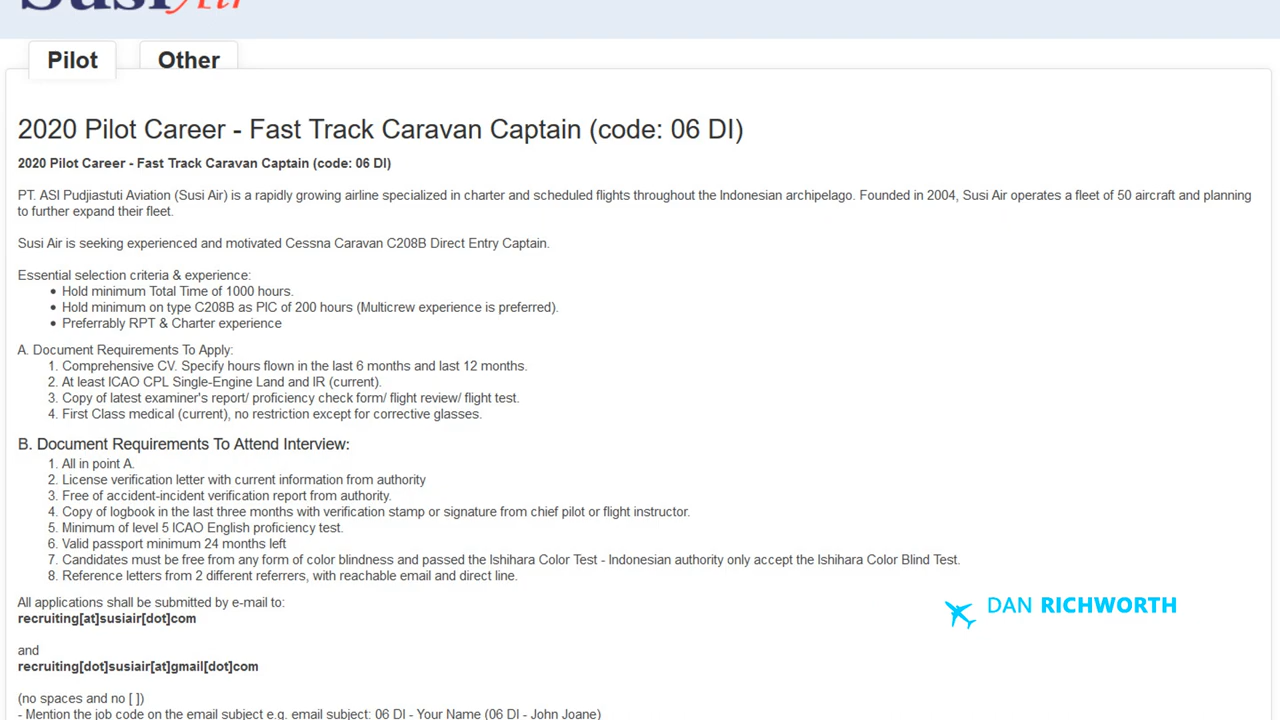 Susi Air
Pilot
Other
2020 Pilot Career - Fast Track Caravan Captain (code: 06 DI)
2020 Pilot Career - Fast Track Caravan Captain (code: 06 DI)
PT. ASI Pudjiastuti Aviation (Susi Air) is a rapidly growing airline specialized in charter and scheduled flights throughout the Indonesian archipelago. Founded in 2004, Susi Air operates a fleet of 50 aircraft and planning
to further expand their fleet.
Susi Air is seeking experienced and motivated Cessna Caravan C208B Direct Entry Captain.
Essential selection criteria & experience:
• Hold minimum Total Time of 1000 hours.
• Hold minimum on type C208B as PIC of 200 hours (Multicrew experience is preferred).
• Preferrably RPT & Charter experience
A. Document Requirements To Apply:
1. Comprehensive CV. Specify hours flown in the last 6 months and last 12 months.
2. At least ICAO CPL Single-Engine Land and IR (current).
3. Copy of latest examiner's report/ proficiency check form/ flight review/ flight test.
4. First Class medical (current), no restriction except for corrective glasses.
B. Document Requirements To Attend Interview:
1. All in point A.
2. License verification letter with current information from authority
3. Free of accident-incident verification report from authority.
4. Copy of logbook in the last three months with verification stamp or signature from chief pilot or flight instructor.
5. Minimum of level 5 ICAO English proficiency test.
6. Valid passport minimum 24 months left
7. Candidates must be free from any form of color blindness and passed the Ishihara Color Test - Indonesian authority only accept the Ishihara Color Blind Test.
8. Reference letters from 2 different referrers, with reachable email and direct line.
All applications shall be submitted by e-mail to:
recruiting[at]susiair[dot]com
DAN RICHWORTH
and
recruiting[dot]susiair[at]gmail[dot]com
(no spaces and no [ ])
- Mention the job code on the email subject e.g. email subject: 06 DI - Your Name (06 DI - John Joane)